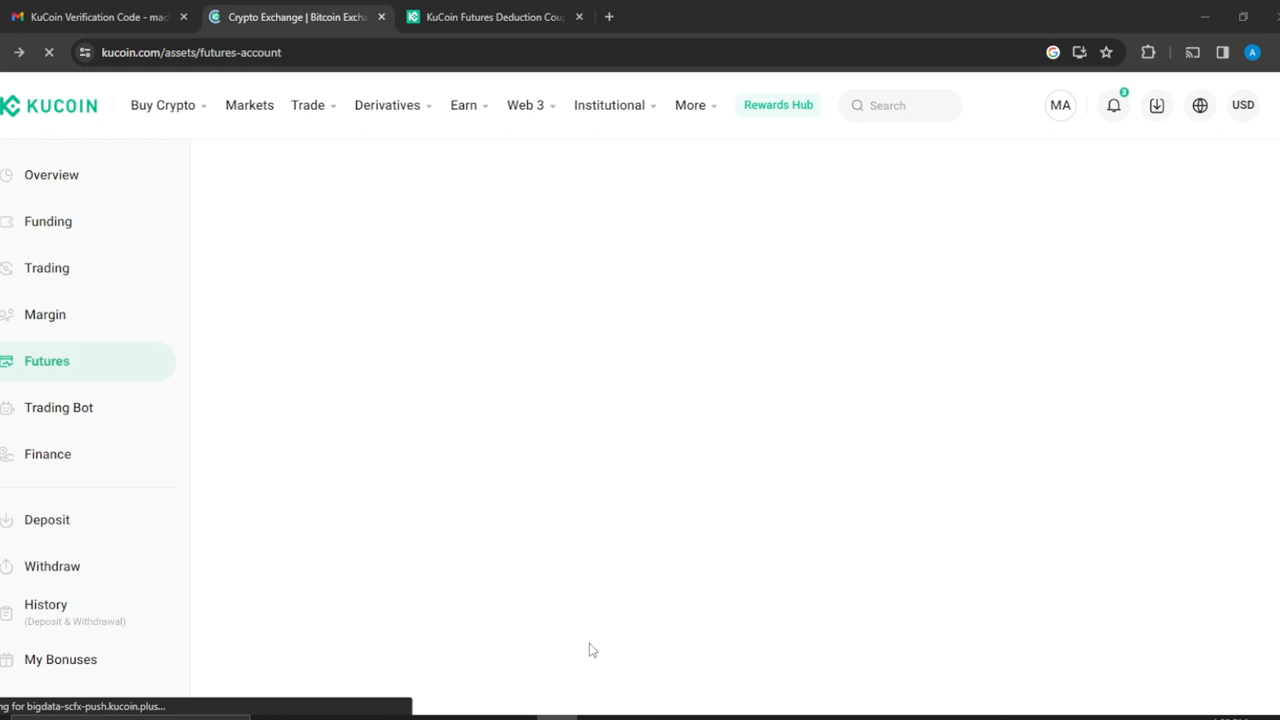 KuCoin Verification Code - mac
Crypto Exchange | Bitcoin Excha
KuCoin Futures Deduction Cou
kucoin.com/assets/futures-account
A
KUCOIN
Buy Crypto
Markets
Trade
Derivatives
Earn
Web 3
Institutional
More
Rewards Hub
Search
MA
3
USD
Overview
Funding
Trading
Margin
Futures
Trading Bot
Finance
Deposit
Withdraw
History
(Deposit & Withdrawal)
My Bonuses
ng for bigdata-scfx-push.kucoin.plus...